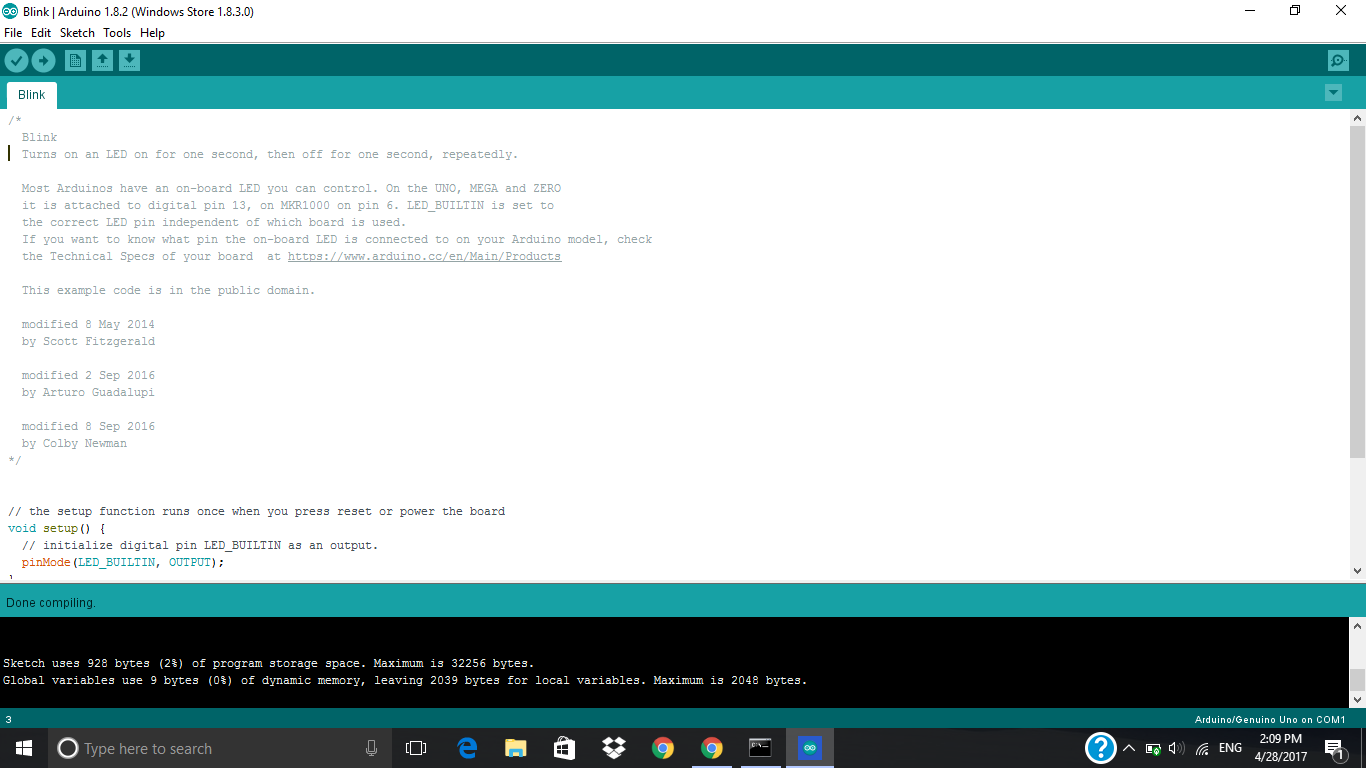 Blink | Arduino 1.8.2 (Windows Store 1.8.3.0)
File Edit Sketch Tools Help
Blink
/*
Blink
Turns on an LED on for one second, then off for one second, repeatedly.
Most Arduinos have an on-board LED you can control. On the UNO, MEGA and ZERO
it is attached to digital pin 13, on MKR1000 on pin 6. LED_BUILTIN is set to
the correct LED pin independent of which board is used.
If you want to know what pin the on-board LED is connected to on your Arduino model, check
the Technical Specs of your board at https://www.arduino.cc/en/Main/Products
This example code is in the public domain.
modified 8 May 2014
by Scott Fitzgerald
modified 2 Sep 2016
by Arturo Guadalupi
modified 8 Sep 2016
by Colby Newman
*/
// the setup function runs once when you press reset or power the board
void setup() {
// initialize digital pin LED_BUILTIN as an output.
pinMode(LED_BUILTIN, OUTPUT);
}
Done compiling.
Sketch uses 928 bytes (2%) of program storage space. Maximum is 32256 bytes.
Global variables use 9 bytes (0%) of dynamic memory, leaving 2039 bytes for local variables. Maximum is 2048 bytes.
3
Arduino/Genuino Uno on COM1
Type here to search
ENG
2:09 PM
4/28/2017
1